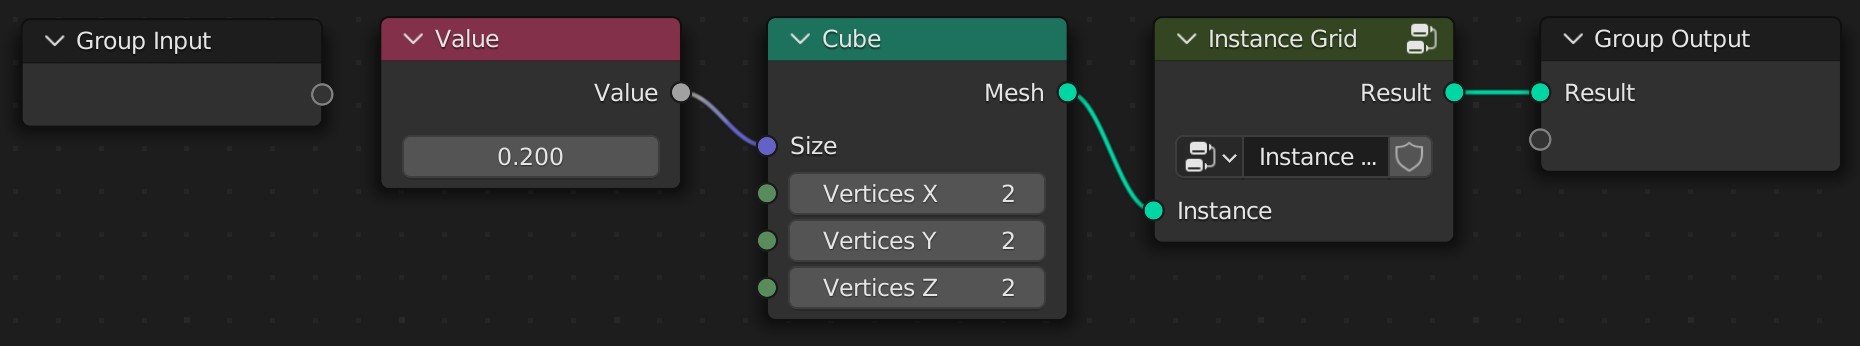 Group Input
Value
Value
0.200
Cube
Mesh
Size
Vertices X 2
Vertices Y 2
Vertices Z 2
Instance Grid
Result
Instance ...
Instance
Group Output
Result